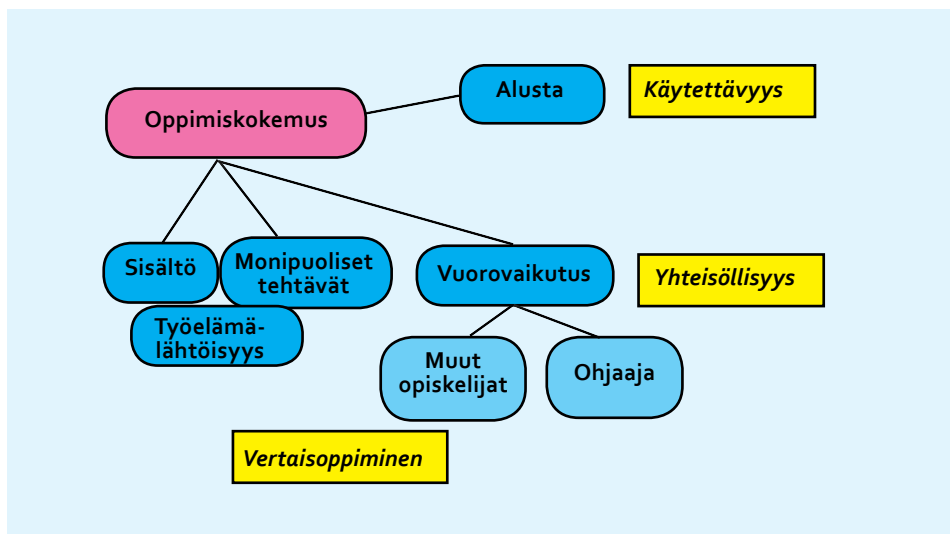 Alusta
Käytettävyys
Oppimiskokemus
Sisältö
Monipuoliset
tehtävät
Vuorovaikutus
Yhteisöllisyys
Työelämä-
lähtöisyys
Muut
opiskelijat
Ohjaaja
Vertaisoppiminen